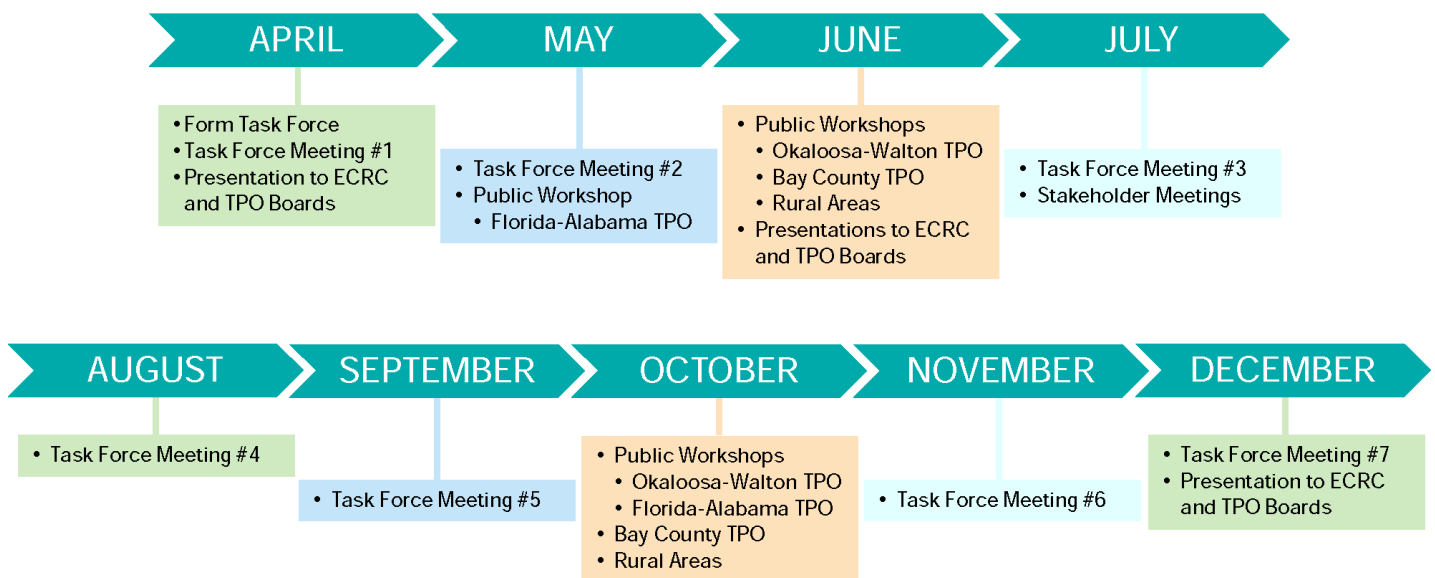 APRIL
MAY
JUNE
JULY
• Form Task Force
• Task Force Meeting #1
• Presentation to ECRC
and TPO Boards
• Task Force Meeting #2
• Public Workshop
• Florida-Alabama TPO
• Public Workshops
• Okaloosa-Walton TPO
• Bay County TPO
• Rural Areas
• Presentations to ECRC
and TPO Boards
• Task Force Meeting #3
• Stakeholder Meetings
AUGUST
SEPTEMBER
OCTOBER
NOVEMBER
DECEMBER
• Task Force Meeting #4
• Task Force Meeting #5
• Public Workshops
• Okaloosa-Walton TPO
• Florida-Alabama TPO
• Bay County TPO
• Rural Areas
• Task Force Meeting #6
• Task Force Meeting #7
• Presentation to ECRC
and TPO Boards